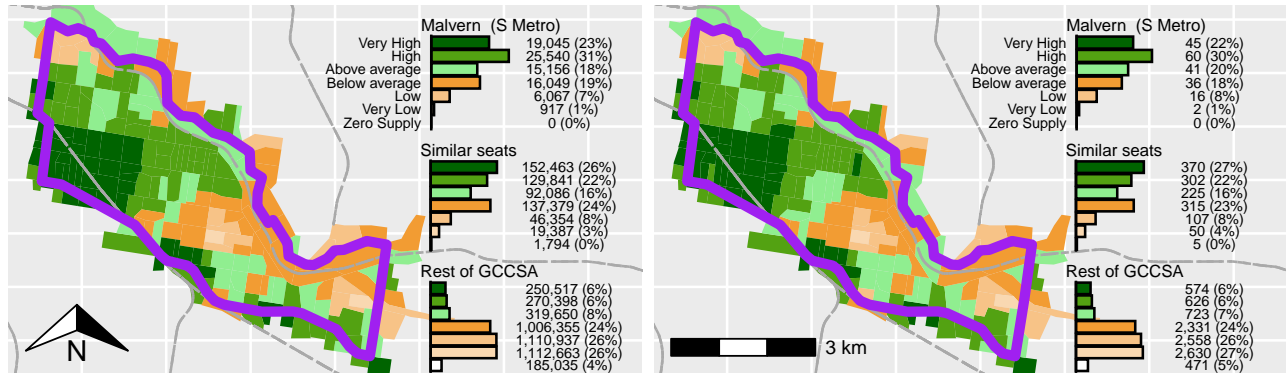 Malvern (S Metro)
Very High 19,045 (23%)
High 25,540 (31%)
Above average 15,156 (18%)
Below average 16,049 (19%)
Low 6,067 (7%)
Very Low 917 (1%)
Zero Supply 0 (0%)
Similar seats
152,463 (26%)
129,841 (22%)
92,086 (16%)
137,379 (24%)
46,354 (8%)
19,387 (3%)
1,794 (0%)
Rest of GCCSA
250,517 (6%)
270,398 (6%)
319,650 (8%)
1,006,355 (24%)
1,110,937 (26%)
1,112,663 (26%)
185,035 (4%)
N
Malvern (S Metro)
Very High 45 (22%)
High 60 (30%)
Above average 41 (20%)
Below average 36 (18%)
Low 16 (8%)
Very Low 2 (1%)
Zero Supply 0 (0%)
Similar seats
370 (27%)
302 (22%)
225 (16%)
315 (23%)
107 (8%)
50 (4%)
5 (0%)
Rest of GCCSA
574 (6%)
626 (6%)
723 (7%)
2,331 (24%)
2,558 (26%)
2,630 (27%)
471 (5%)
3 km